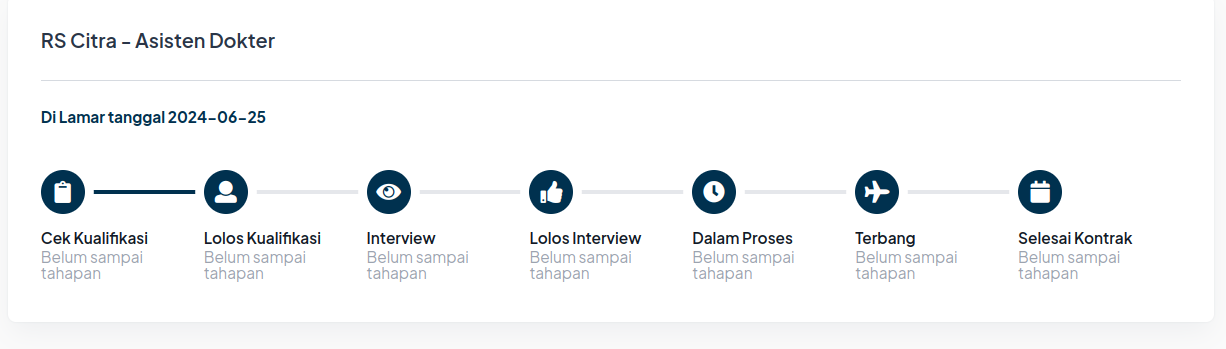 RS Citra - Asisten Dokter
Di Lamar tanggal 2024-06-25
Cek Kualifikasi
Belum sampai
tahapan
Lolos Kualifikasi
Belum sampai
tahapan
Interview
Belum sampai
tahapan
Lolos Interview
Belum sampai
tahapan
Dalam Proses
Belum sampai
tahapan
Terbang
Belum sampai
tahapan
Selesai Kontrak
Belum sampai
tahapan